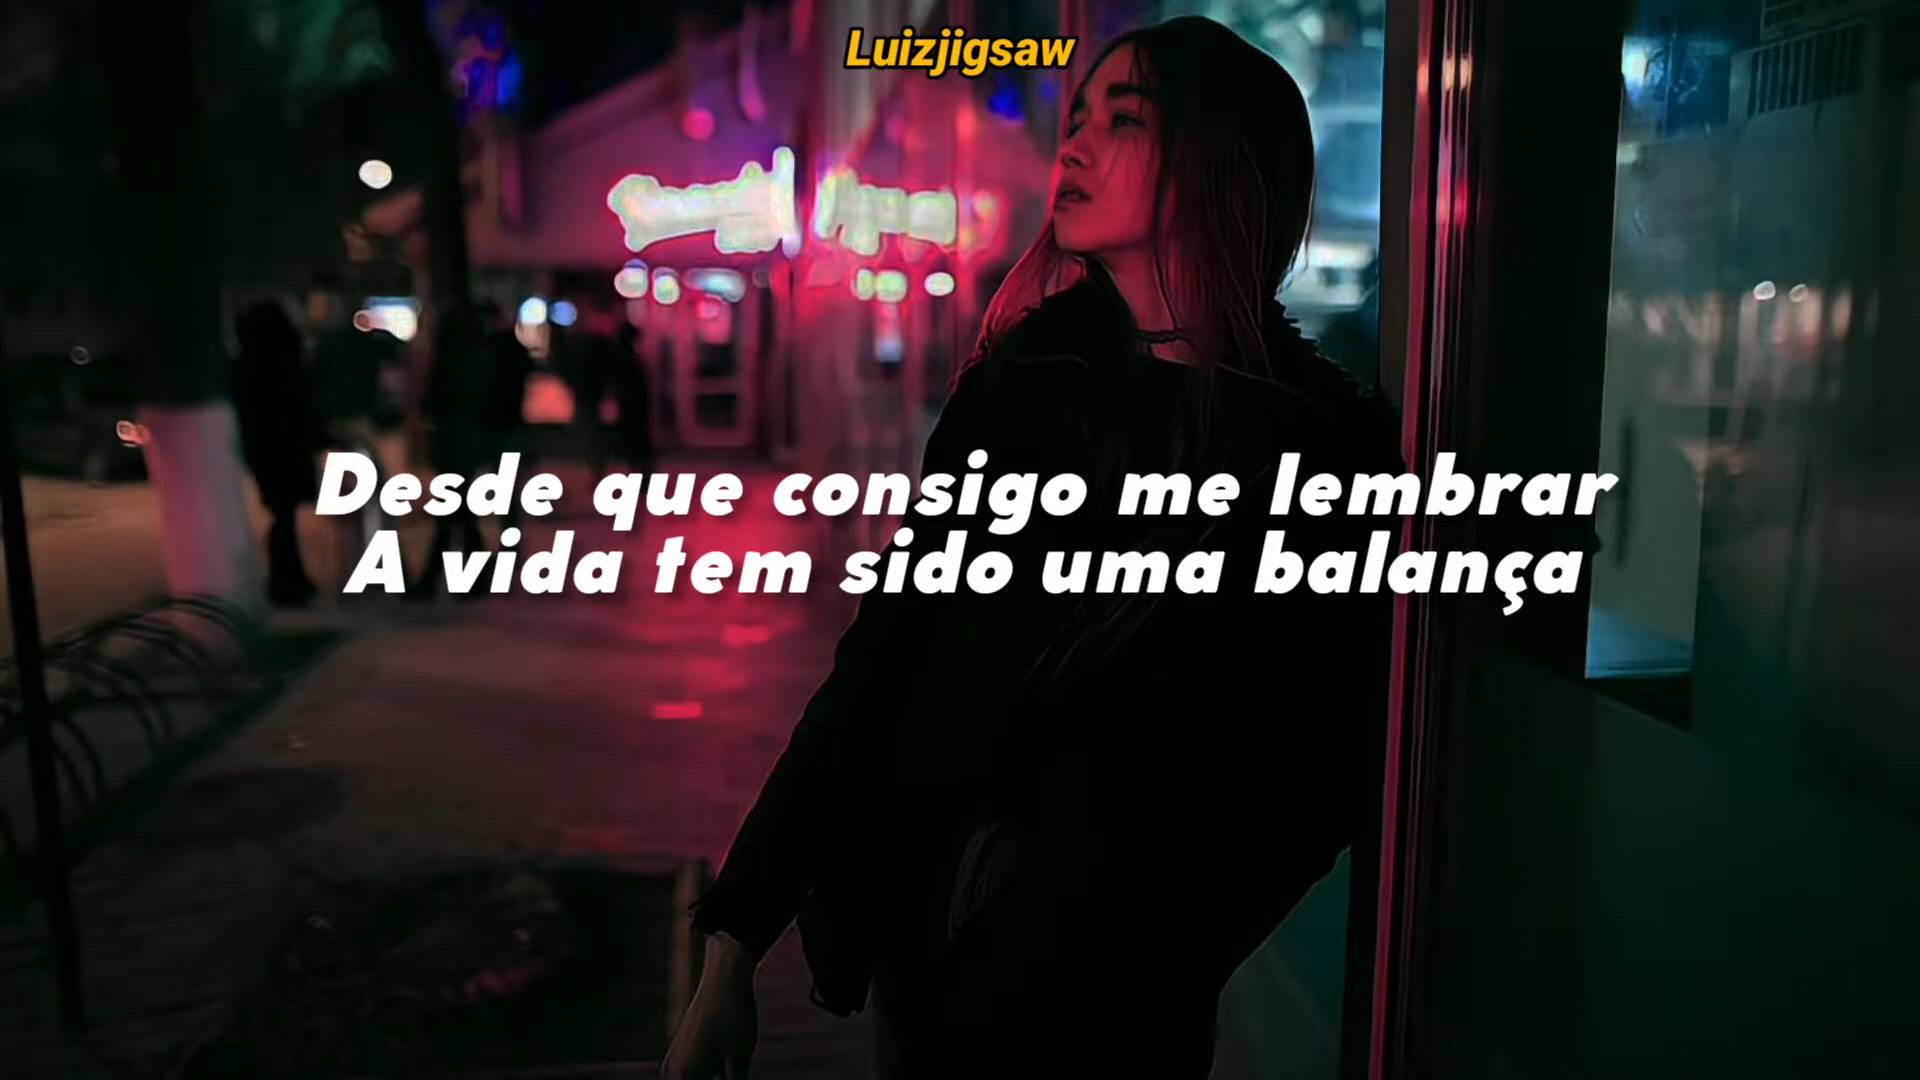 Luizjigsaw
Desde que consigo me lembrar
A vida tem sido uma balança